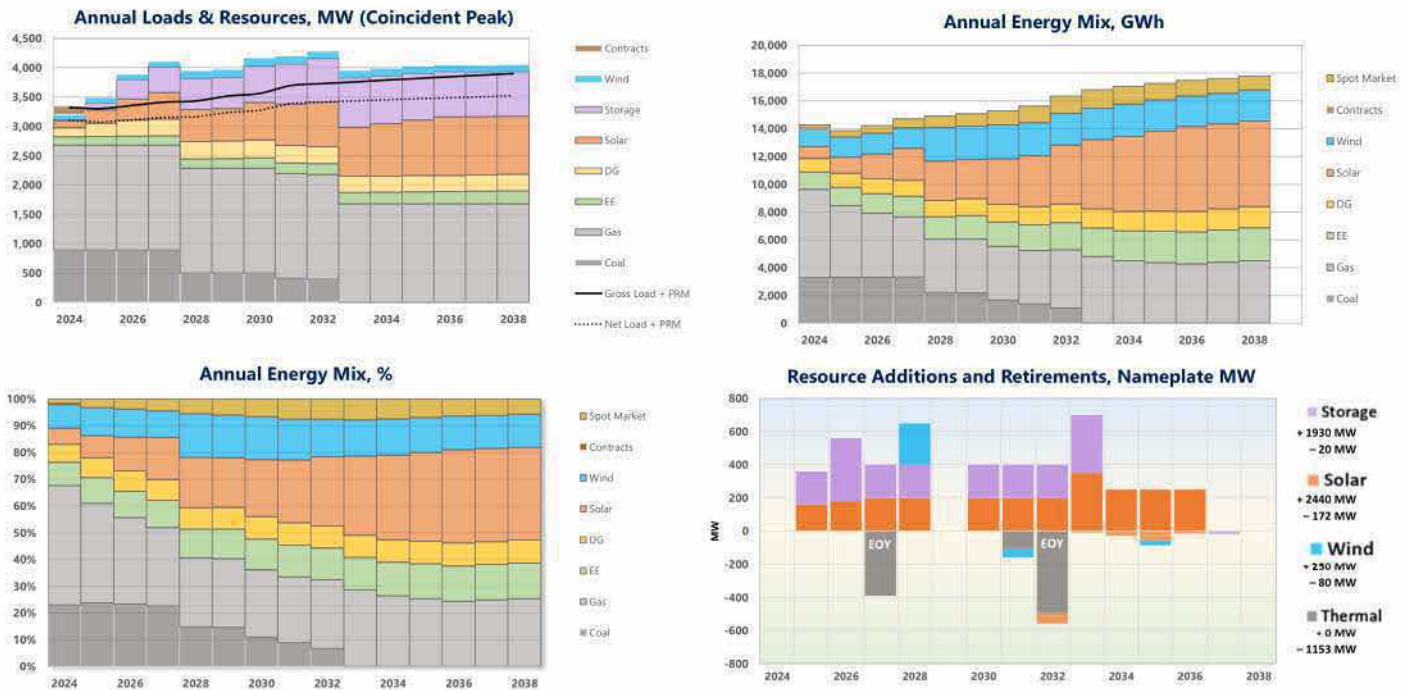 Annual Loads & Resources, MW (Coincident Peak)
4,500
4,000
3,500
3,000
2,500
2,000
1,500
1,000
500
0
2024 2026 2028 2030 2032 2034 2036 2038
Contracts
Wind
Storage
Solar
DG
EE
Gas
Coal
Gross Load + PRM
Net Load + PRM
Annual Energy Mix, GWh
20,000
18,000
16,000
14,000
12,000
10,000
8,000
6,000
4,000
2,000
0
2024 2026 2028 2030 2032 2034 2036 2038
Spot Market
Contracts
Wind
Solar
DG
EE
Gas
Coal
Annual Energy Mix, %
100%
90%
80%
70%
60%
50%
40%
30%
20%
10%
0%
2024 2026 2028 2030 2032 2034 2036 2038
Spot Market
Contracts
Wind
Solar
DG
EE
Gas
Coal
Resource Additions and Retirements, Nameplate MW
800
600
400
200
0
-200
-400
-600
-800
MW
EOY EOY
2024 2026 2028 2030 2032 2034 2036 2038
Storage
+ 1930 MW
– 20 MW
Solar
+ 2440 MW
– 172 MW
Wind
+ 250 MW
– 80 MW
Thermal
+ 0 MW
– 1153 MW